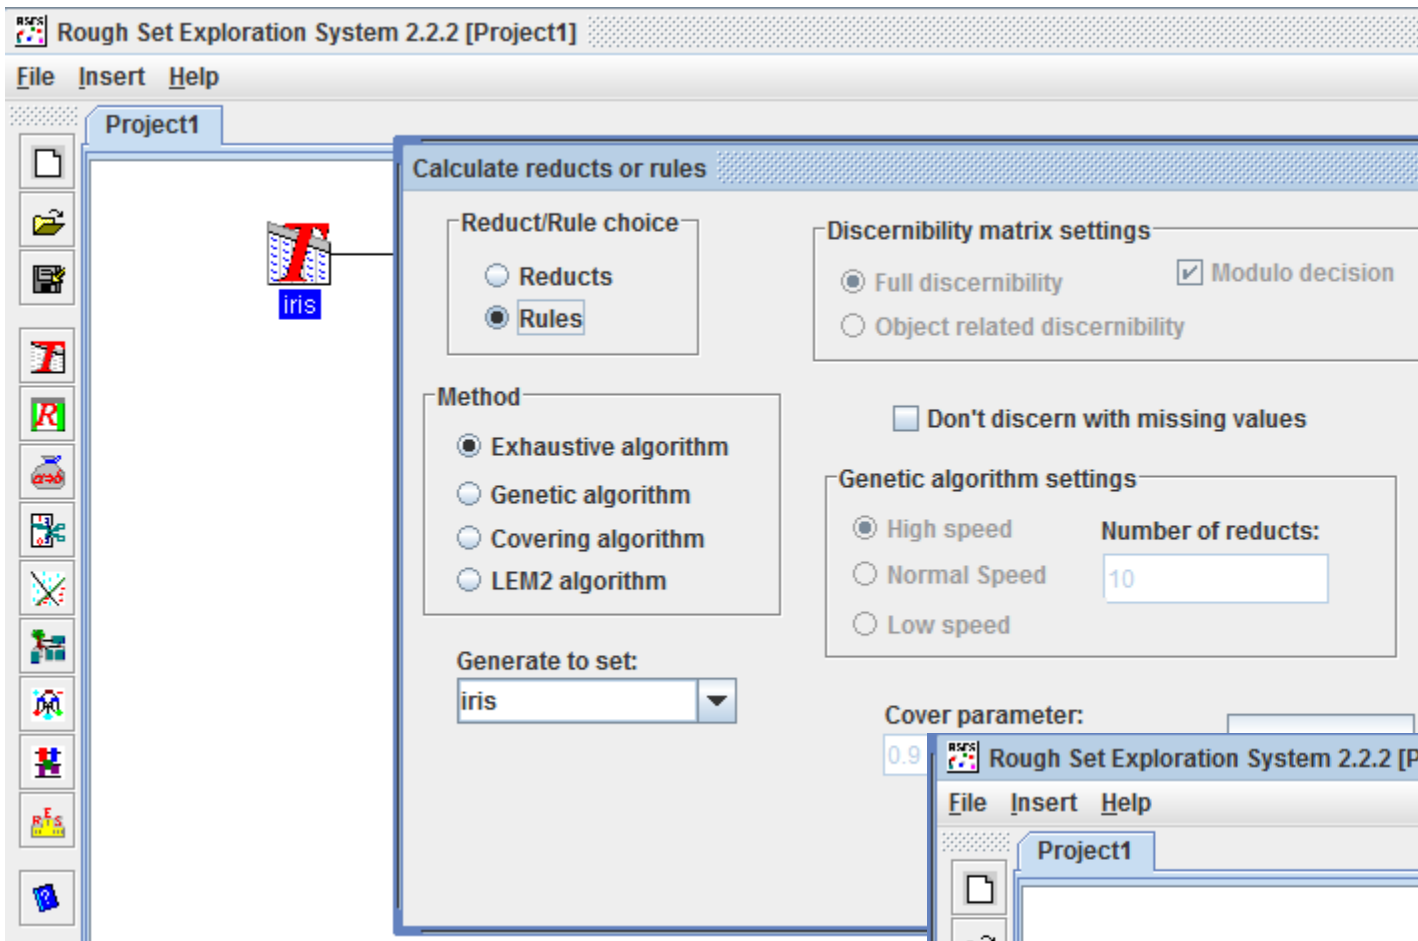 RSES Rough Set Exploration System 2.2.2 [Project1]
File Insert Help
Project1
Calculate reducts or rules
iris
Reduct/Rule choice
Reducts
Rules
Discernibility matrix settings
Full discernibility
Modulo decision
Object related discernibility
Method
Exhaustive algorithm
Genetic algorithm
Covering algorithm
LEM2 algorithm
Don't discern with missing values
Genetic algorithm settings
High speed
Normal Speed
Low speed
Number of reducts:
10
Generate to set:
iris
Cover parameter:
0.9
RSES Rough Set Exploration System 2.2.2 [P
File Insert Help
Project1